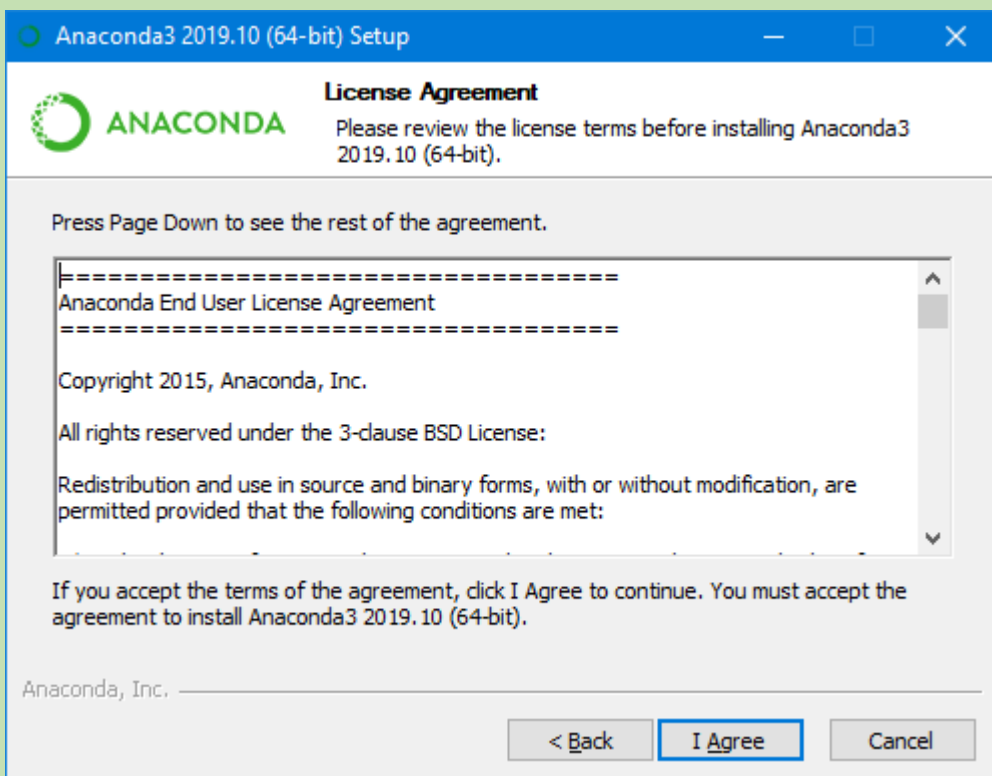 Anaconda3 2019.10 (64-bit) Setup
ANACONDA
License Agreement
Please review the license terms before installing Anaconda3
2019.10 (64-bit).
Press Page Down to see the rest of the agreement.
===================================
Anaconda End User License Agreement
===================================
Copyright 2015, Anaconda, Inc.
All rights reserved under the 3-clause BSD License:
Redistribution and use in source and binary forms, with or without modification, are
permitted provided that the following conditions are met:
If you accept the terms of the agreement, click I Agree to continue. You must accept the
agreement to install Anaconda3 2019.10 (64-bit).
Anaconda, Inc.
< Back
I Agree
Cancel